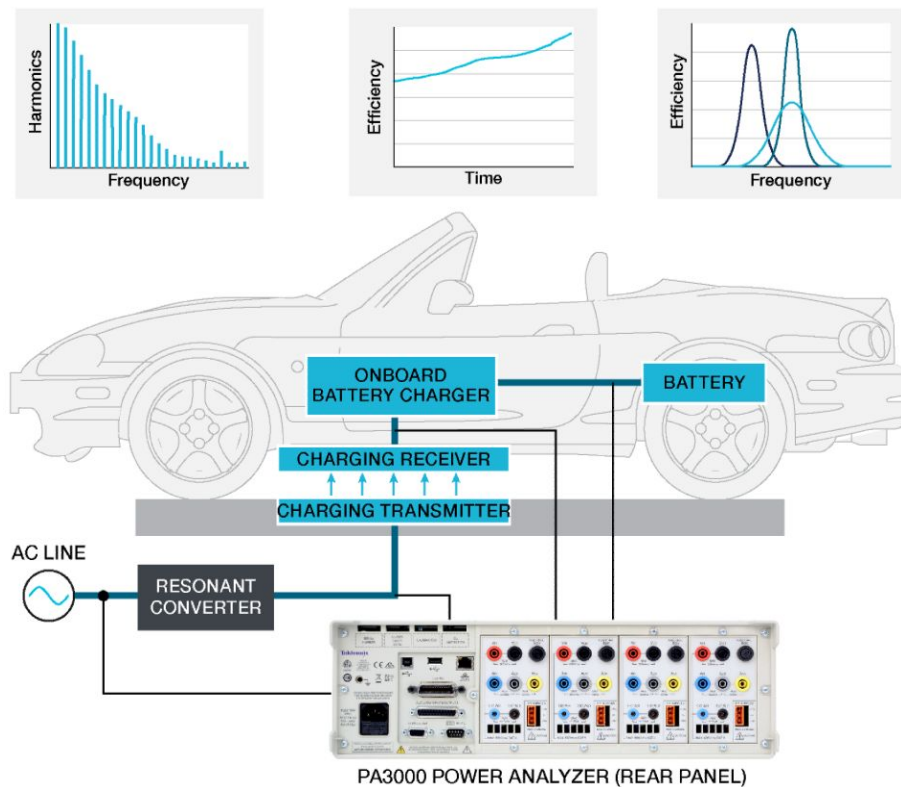 Harmonics
Frequency
Efficiency
Time
Efficiency
Frequency
ONBOARD
BATTERY CHARGER
BATTERY
CHARGING RECEIVER
CHARGING TRANSMITTER
AC LINE
RESONANT
CONVERTER
Tektronix
PA3000 POWER ANALYZER (REAR PANEL)